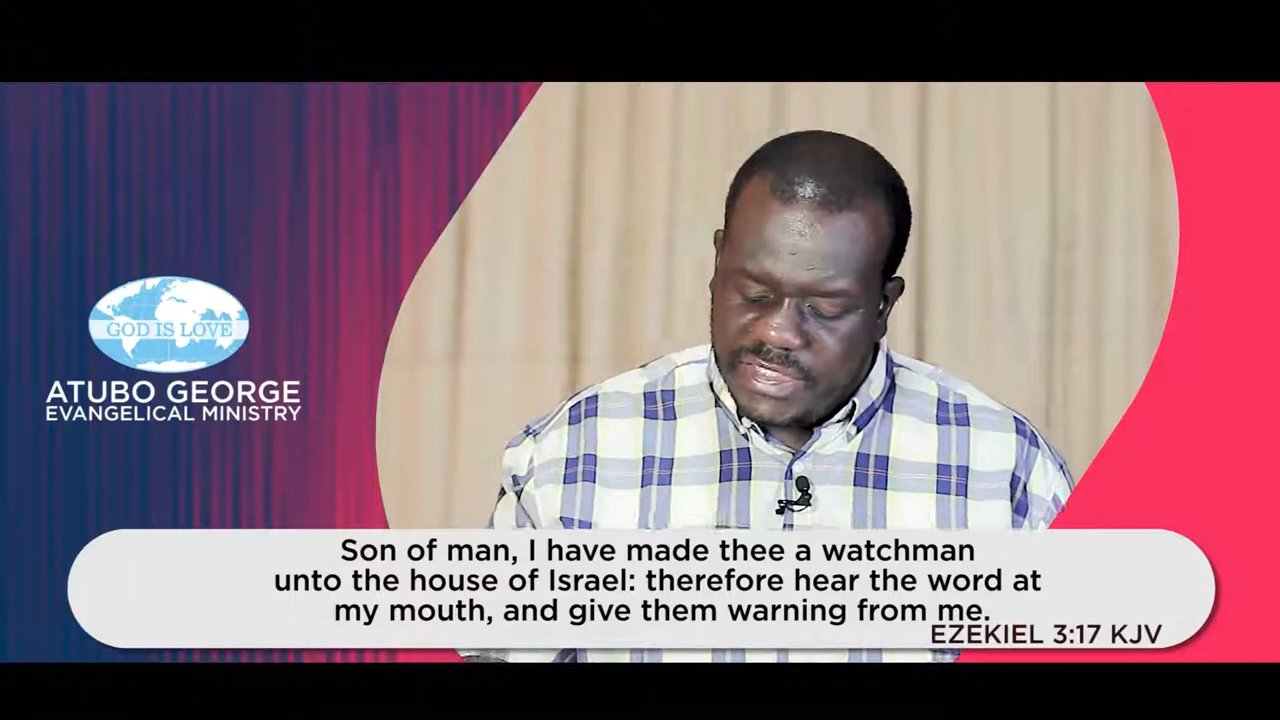 GOD IS LOVE
ATUBO GEORGE
EVANGELICAL MINISTRY
Son of man, I have made thee a watchman
unto the house of Israel: therefore hear the word at
my mouth, and give them warning from me.
EZEKIEL 3:17 KJV